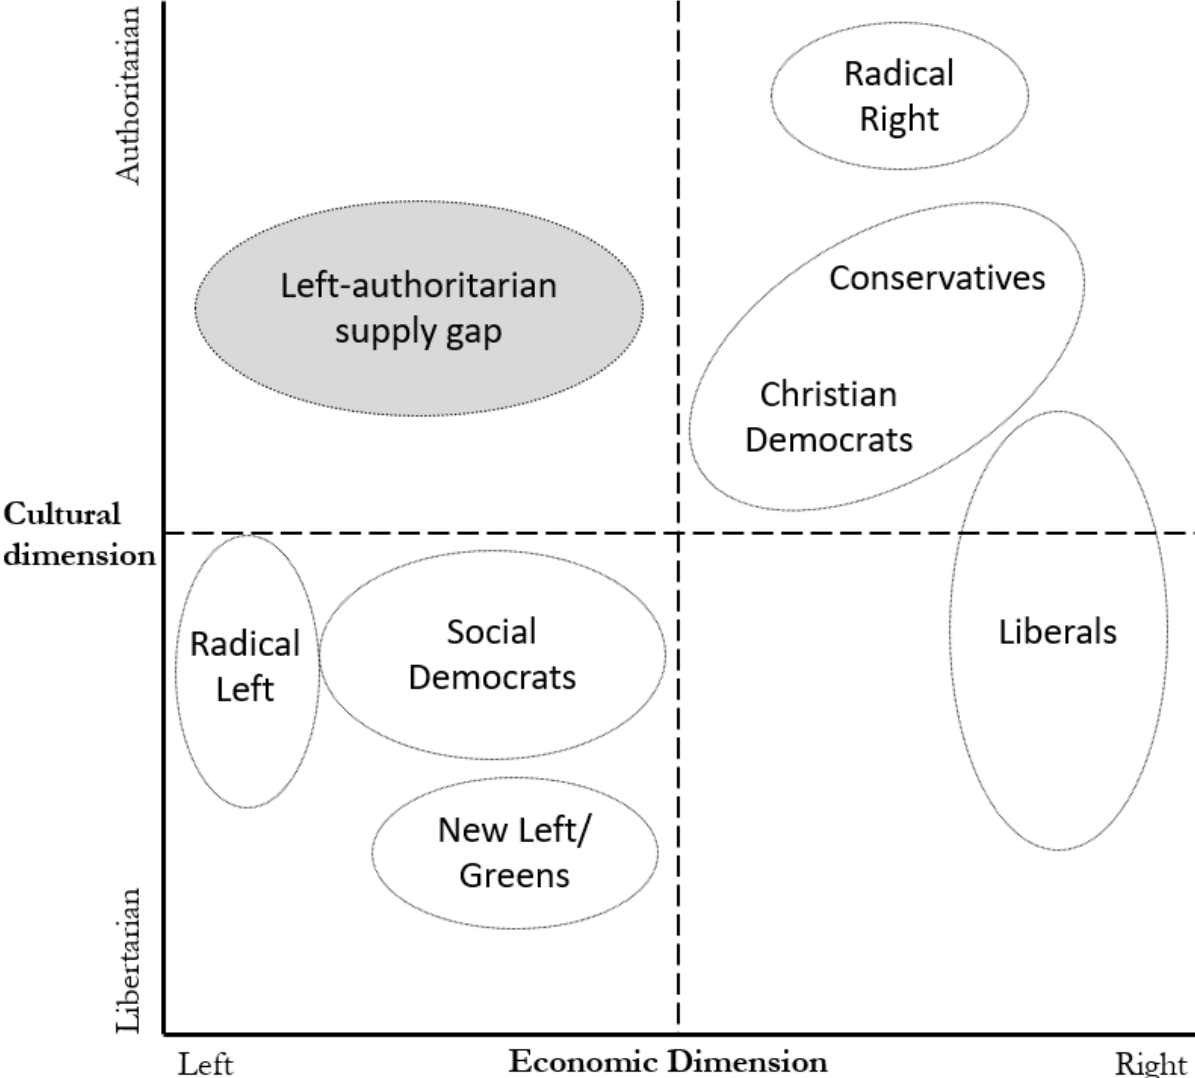 Authoritarian
Radical
Right
Left-authoritarian
supply gap
Conservatives
Christian
Democrats
Cultural
dimension
Radical
Left
Social
Democrats
Liberals
New Left/
Greens
Libertarian
Left
Economic Dimension
Right